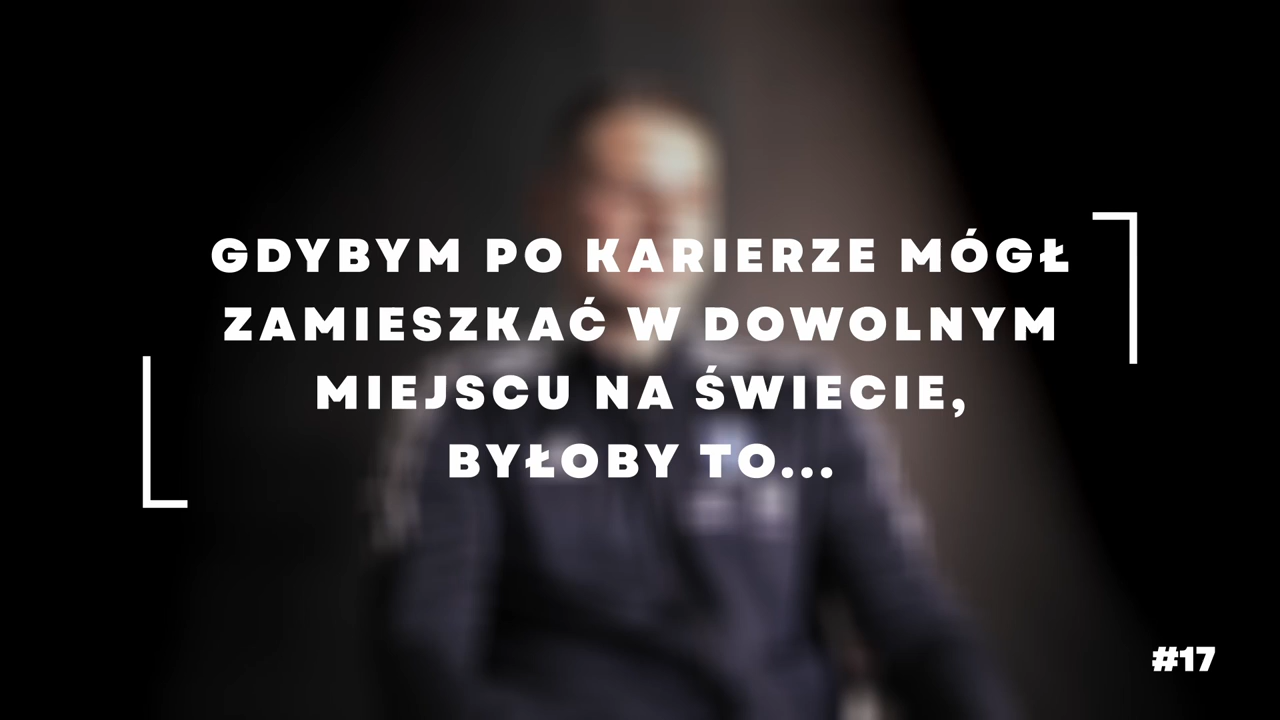 GDYBYM PO KARIERZE MÓGŁ
ZAMIESZKAĆ W DOWOLNYM
MIEJSCU NA ŚWIECIE,
BYŁOBY TO...
#17